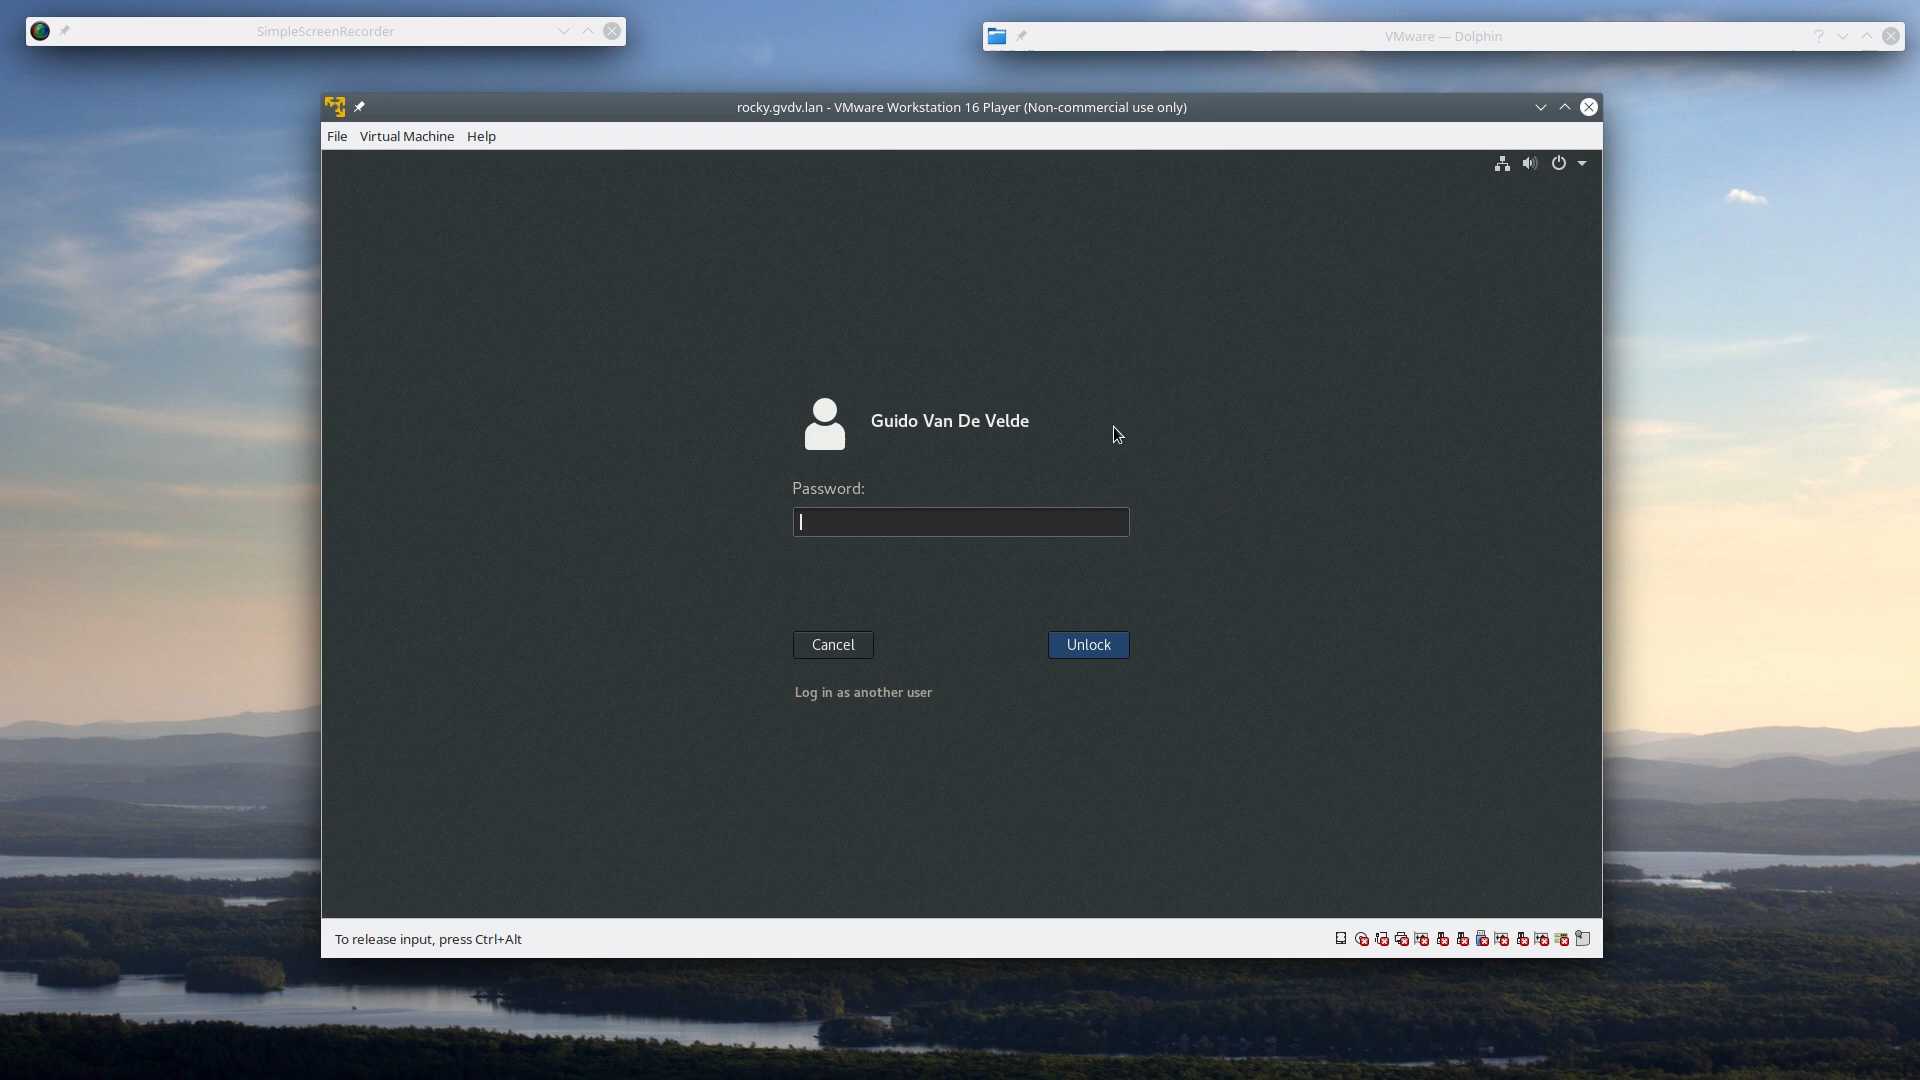 SimpleScreenRecorder
VMware — Dolphin
rocky.gvdv.lan - VMware Workstation 16 Player (Non-commercial use only)
File Virtual Machine Help
Guido Van De Velde
Password:
Cancel Unlock
Log in as another user
To release input, press Ctrl+Alt